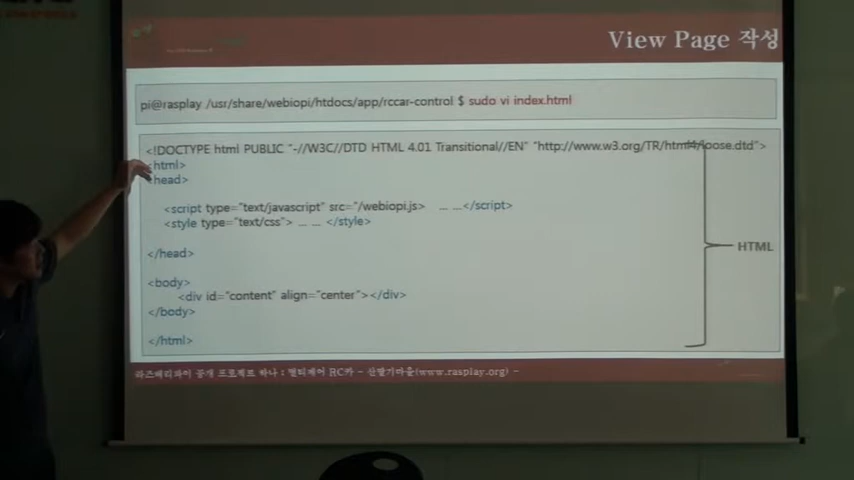 View Page 작성
pi@rasplay /usr/share/webiopi/htdocs/app/rccar-control $ sudo vi index.html
<!DOCTYPE html PUBLIC "-//W3C//DTD HTML 4.01 Transitional//EN" "http://www.w3.org/TR/html4/loose.dtd">
<html>
<head>
<script type="text/javascript" src="/webiopi.js> ... ...</script>
<style type="text/css"> ... ... </style>
</head>
HTML
<body>
<div id="content" align="center"></div>
</body>
</html>
라즈베리파이 공개 프로젝트 하나 : 멀티제어 RC카 - 산딸기마을(www.rasplay.org) -